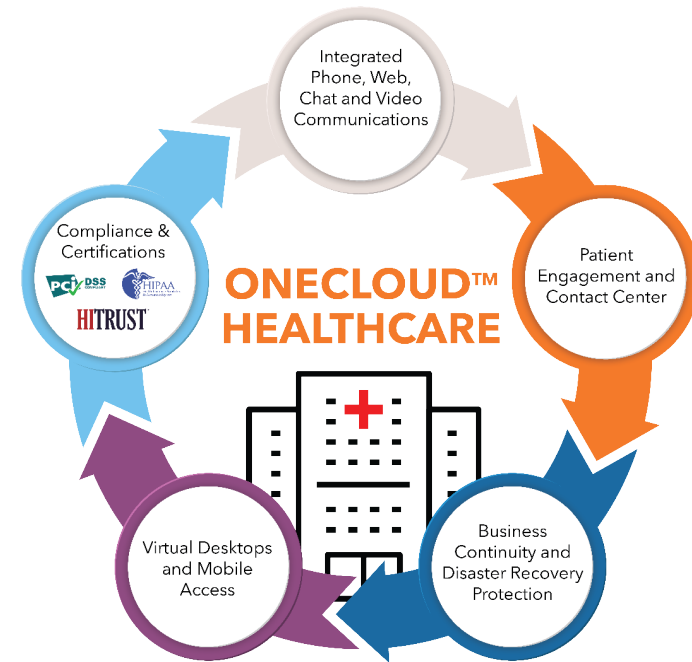 Integrated
Phone, Web,
Chat and Video
Communications
Compliance &
Certifications
PCI DSS
COMPLIANT
HIPAA
HITRUST
ONECLOUD™
HEALTHCARE
Patient
Engagement and
Contact Center
Virtual Desktops
and Mobile
Access
Business
Continuity and
Disaster Recovery
Protection